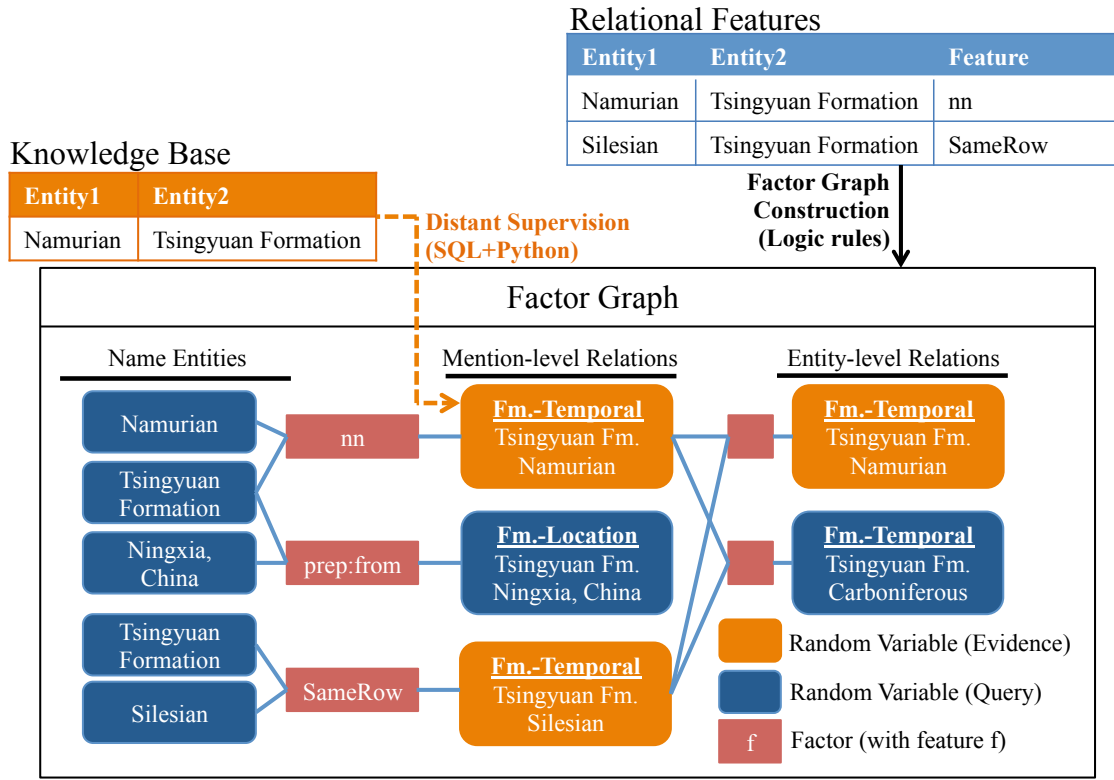 Relational Features
Entity1 Entity2 Feature
Namurian Tsingyuan Formation nn
Silesian Tsingyuan Formation SameRow
Knowledge Base
Entity1 Entity2
Namurian Tsingyuan Formation
Distant Supervision
(SQL+Python)
Factor Graph
Construction
(Logic rules)
Factor Graph
Name Entities
Mention-level Relations
Entity-level Relations
Namurian
Tsingyuan
Formation
Ningxia,
China
Tsingyuan
Formation
Silesian
nn
prep:from
SameRow
Fm.-Temporal
Tsingyuan Fm.
Namurian
Fm.-Location
Tsingyuan Fm.
Ningxia, China
Fm.-Temporal
Tsingyuan Fm.
Silesian
Fm.-Temporal
Tsingyuan Fm.
Namurian
Fm.-Temporal
Tsingyuan Fm.
Carboniferous
Random Variable (Evidence)
Random Variable (Query)
f Factor (with feature f)